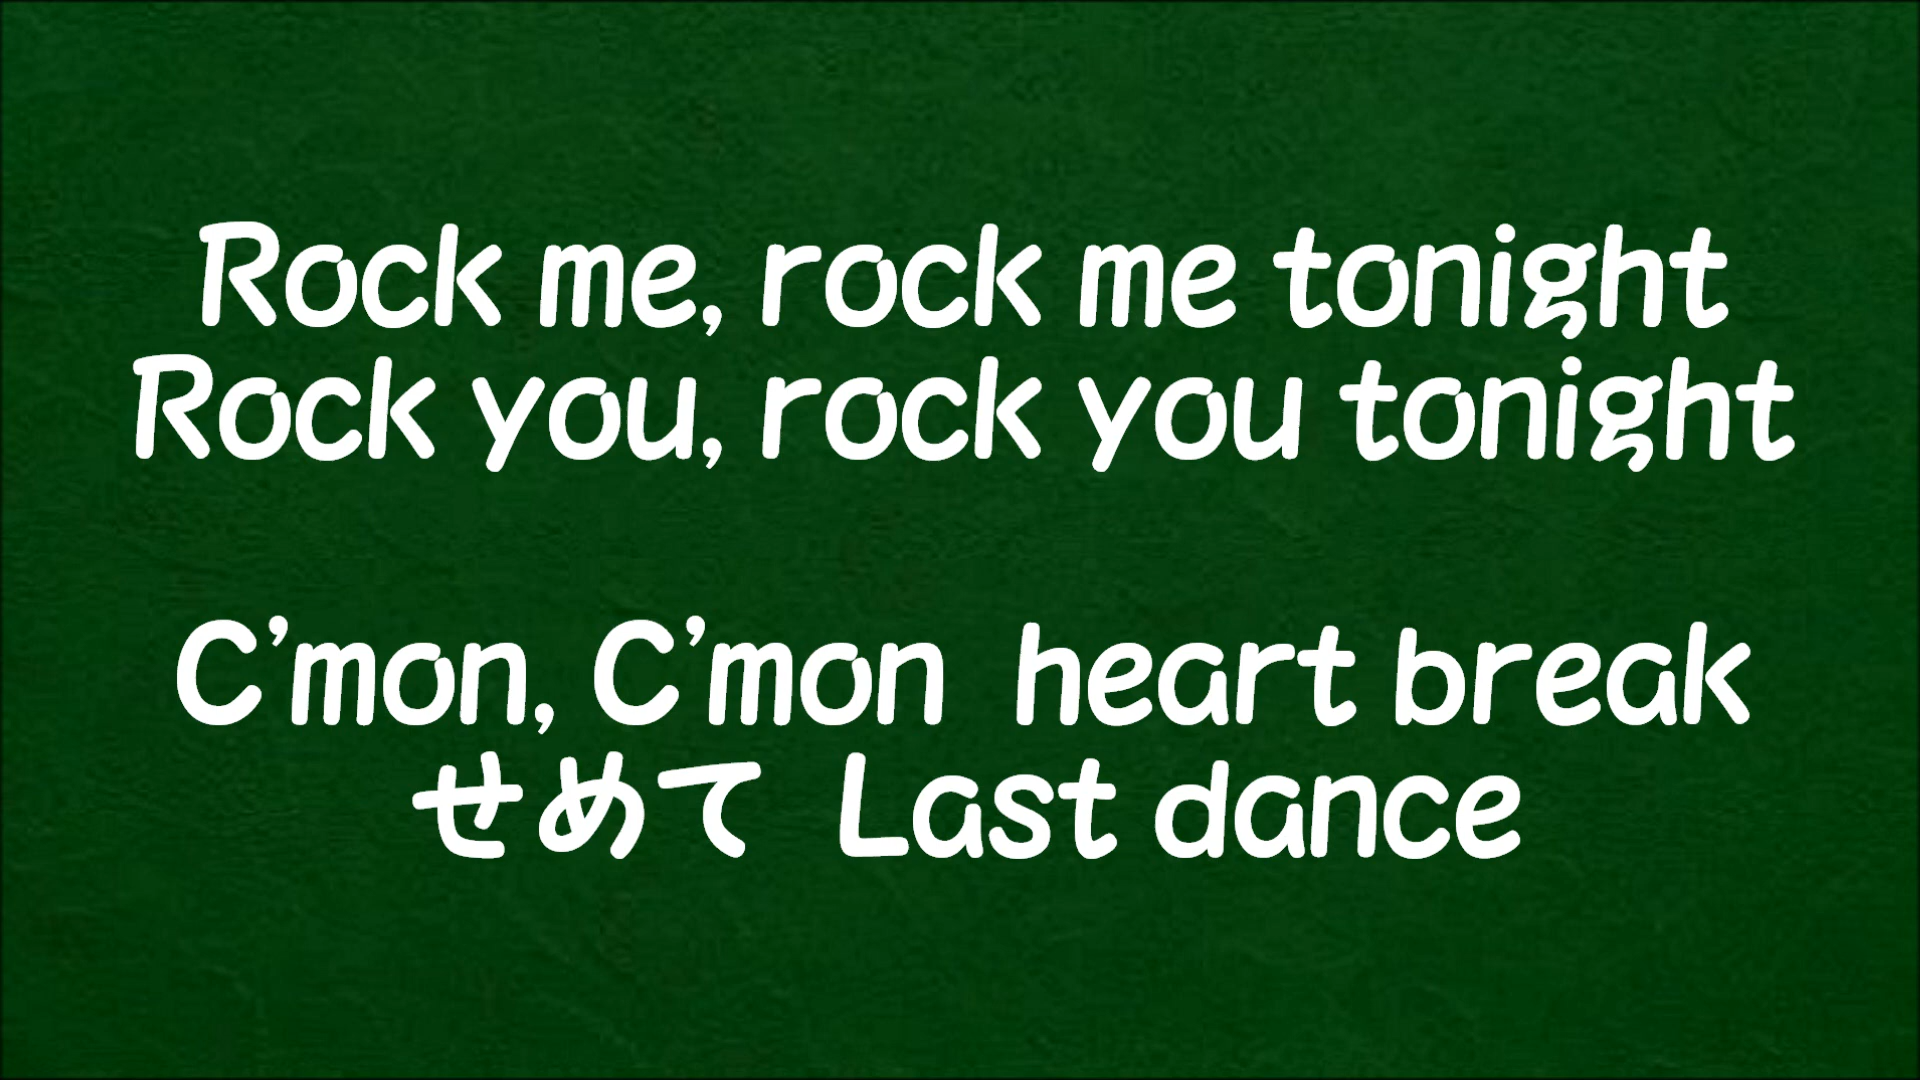 Rock me, rock me tonight
Rock you, rock you tonight
C’mon, C’mon  heart break
せめて  Last dance